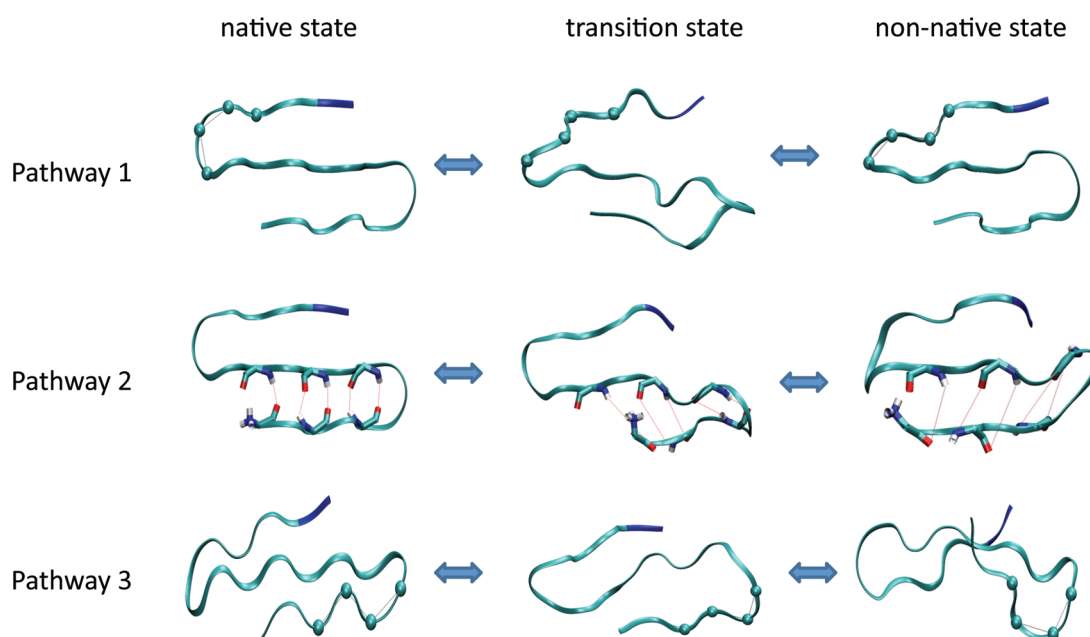 native state
transition state
non-native state
Pathway 1
Pathway 2
Pathway 3